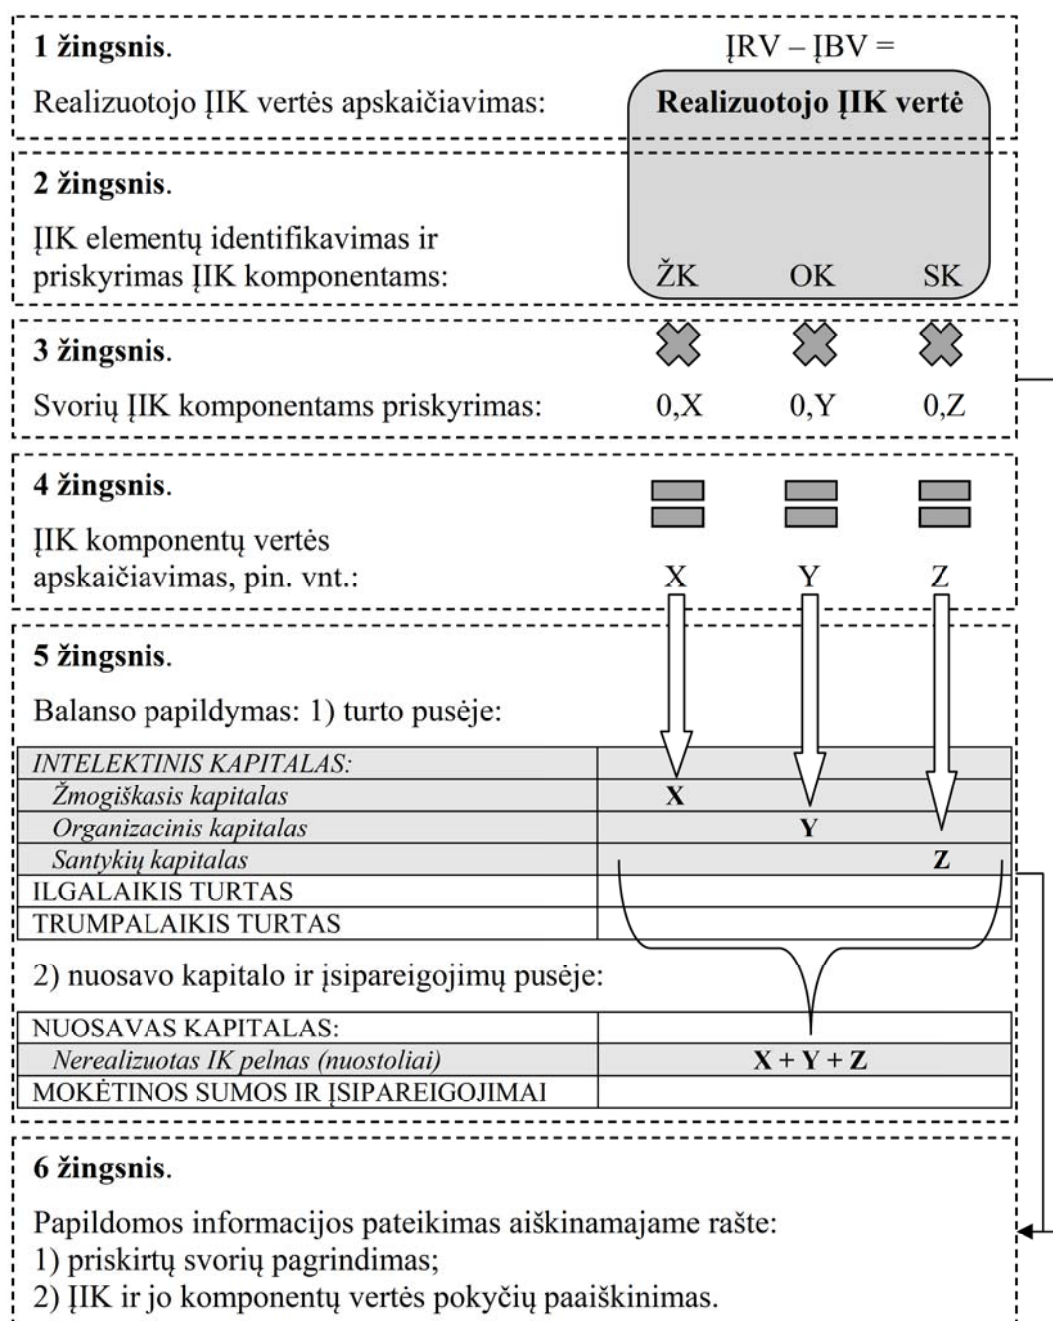 1 žingsnis.
ĮRV – ĮBV =
Realizuotojo ĮIK vertės apskaičiavimas:
Realizuotojo ĮIK vertė
2 žingsnis.
ĮIK elementų identifikavimas ir
priskyrimas ĮIK komponentams:
ŽK OK SK
3 žingsnis.
Svorių ĮIK komponentams priskyrimas:
0,X 0,Y 0,Z
4 žingsnis.
ĮIK komponentų vertės
apskaičiavimas, pin. vnt.:
X Y Z
5 žingsnis.
Balanso papildymas: 1) turto pusėje:
INTELEKTINIS KAPITALAS:
Žmogiškasis kapitalas X
Organizacinis kapitalas Y
Santykių kapitalas Z
ILGALAIKIS TURTAS
TRUMPALAIKIS TURTAS
2) nuosavo kapitalo ir įsipareigojimų pusėje:
NUOSAVAS KAPITALAS:
Nerealizuotas IK pelnas (nuostoliai) X + Y + Z
MOKĖTINOS SUMOS IR ĮSIPAREIGOJIMAI
6 žingsnis.
Papildomos informacijos pateikimas aiškinamajame rašte:
1) priskirtų svorių pagrindimas;
2) ĮIK ir jo komponentų vertės pokyčių paaiškinimas.